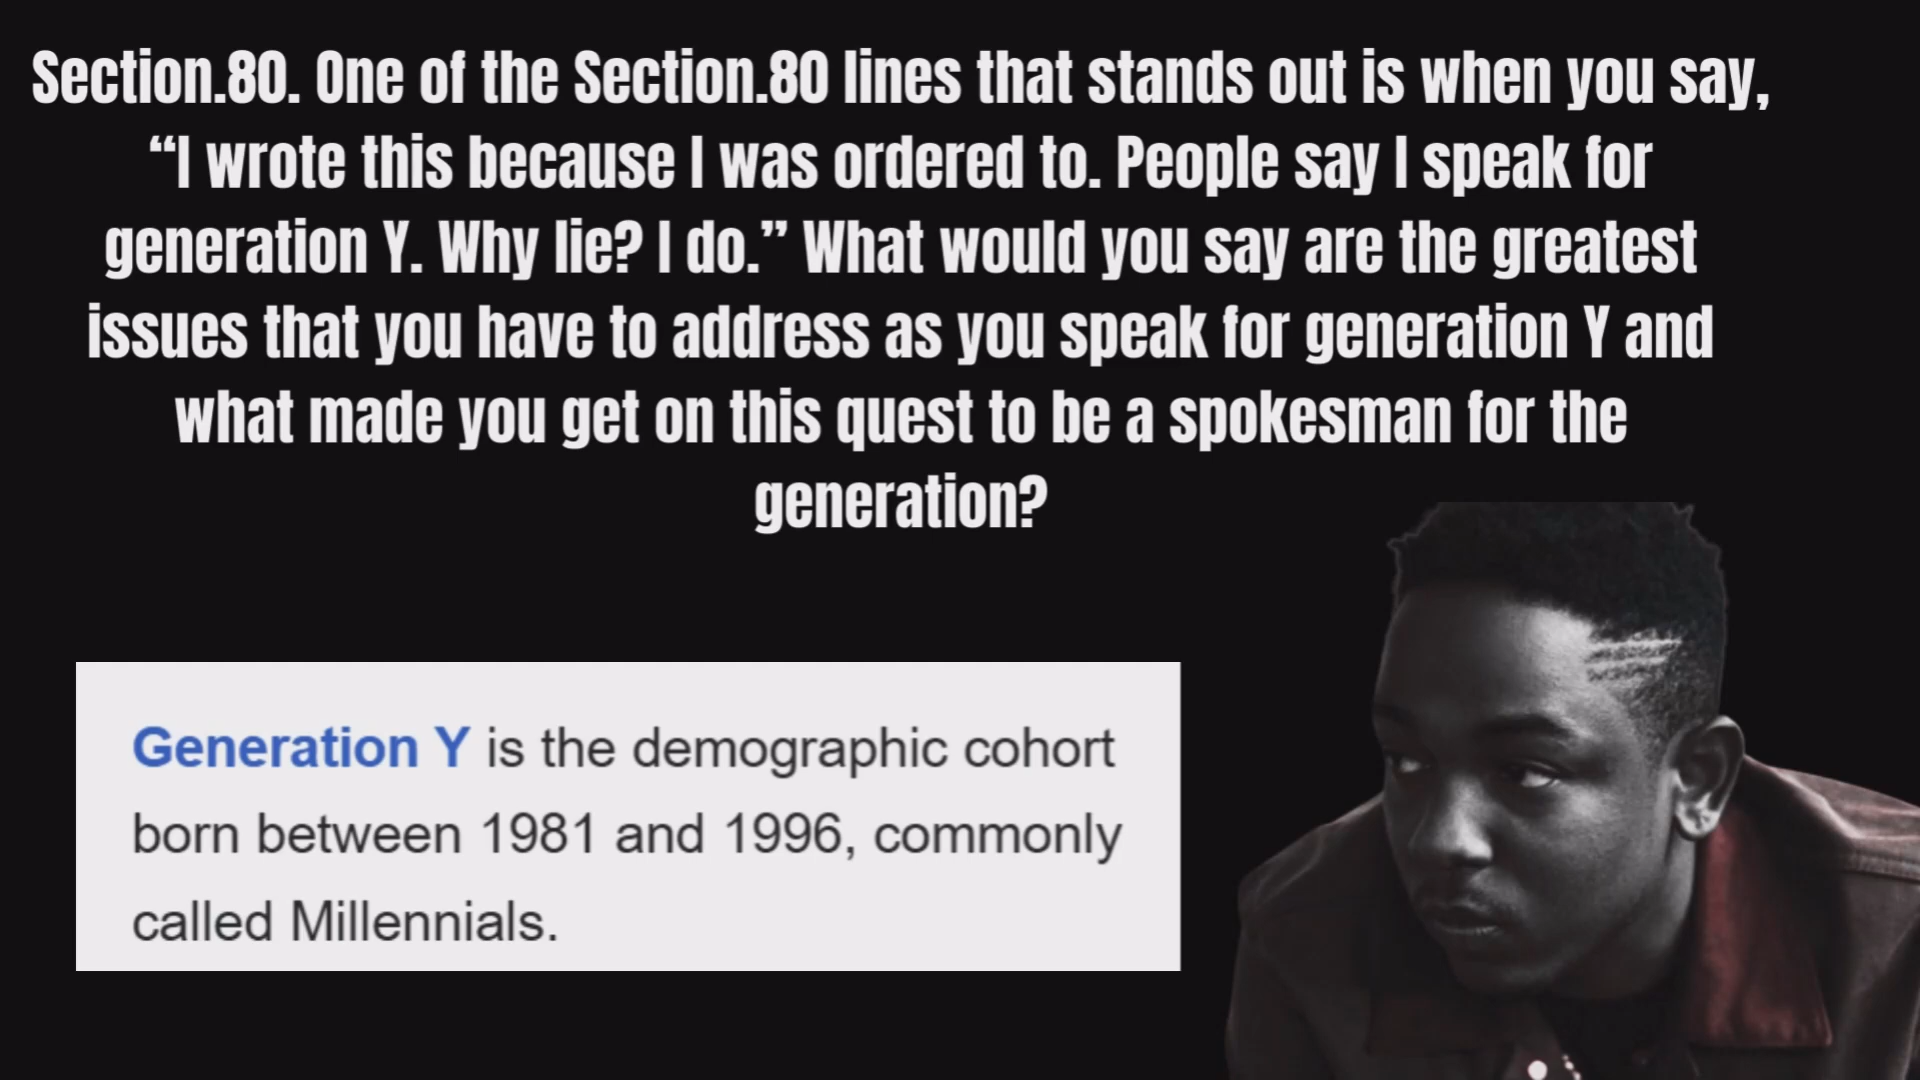 Section.80. One of the Section.80 lines that stands out is when you say,
“I wrote this because I was ordered to. People say I speak for
generation Y. Why lie? I do.” What would you say are the greatest
issues that you have to address as you speak for generation Y and
what made you get on this quest to be a spokesman for the
generation?
Generation Y is the demographic cohort
born between 1981 and 1996, commonly
called Millennials.